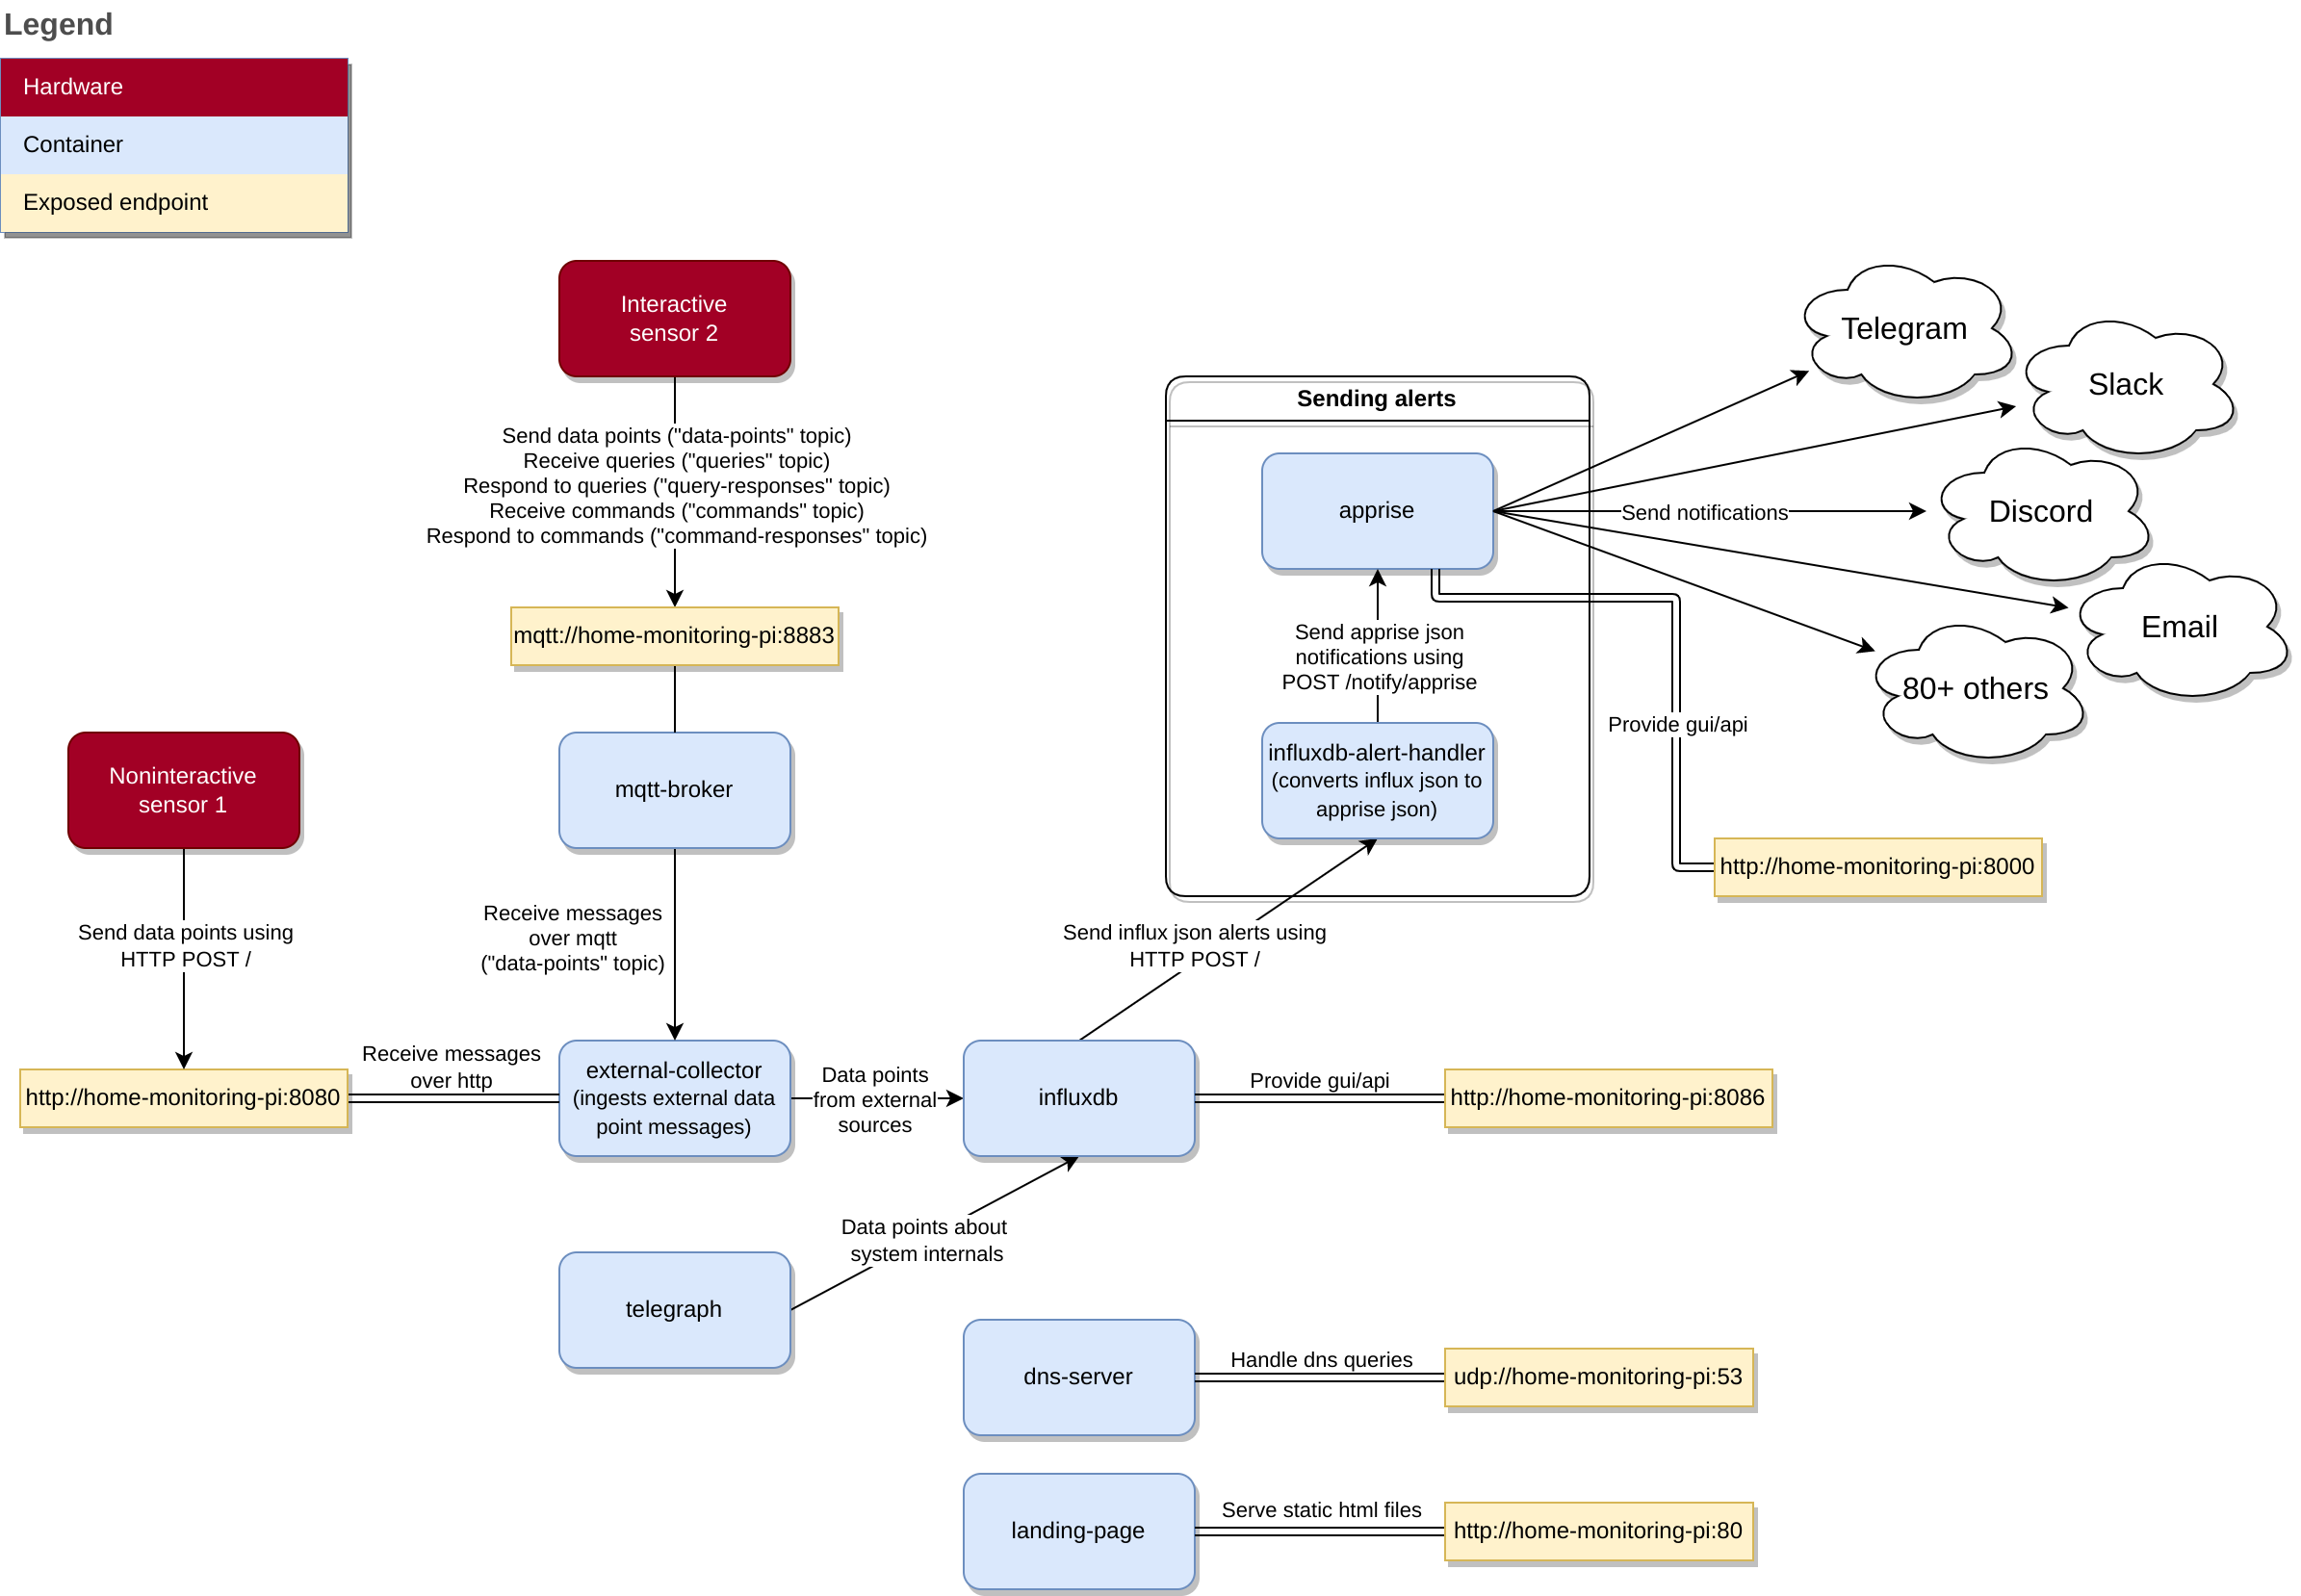 Legend
Hardware
Container
Exposed endpoint
Interactive
sensor 2
Send data points ("data-points" topic)
Receive queries ("queries" topic)
Respond to queries ("query-responses" topic)
Receive commands ("commands" topic)
Respond to commands ("command-responses" topic)
mqtt://home-monitoring-pi:8883
mqtt-broker
Noninteractive
sensor 1
Send data points using
HTTP POST /
http://home-monitoring-pi:8080
Receive messages
over http
Receive messages
over mqtt
("data-points" topic)
external-collector
(ingests external data
point messages)
Data points
from external
sources
influxdb
telegraph
Data points about
system internals
Send influx json alerts using
HTTP POST /
Sending alerts
apprise
Send apprise json
notifications using
POST /notify/apprise
influxdb-alert-handler
(converts influx json to
apprise json)
Send notifications
Telegram
Slack
Discord
Email
80+ others
Provide gui/api
http://home-monitoring-pi:8000
Provide gui/api
http://home-monitoring-pi:8086
dns-server
Handle dns queries
udp://home-monitoring-pi:53
landing-page
Serve static html files
http://home-monitoring-pi:80